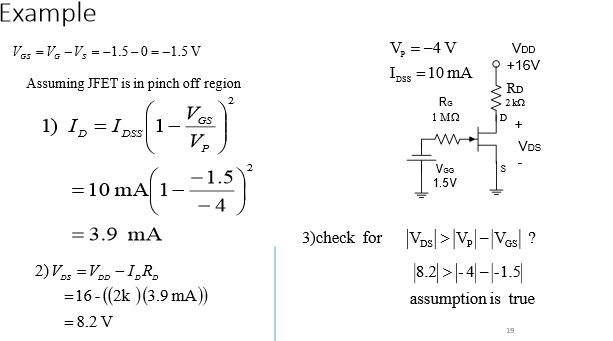 Example
V_GS = V_G − V_S = −1.5 − 0 = −1.5 V
Assuming JFET is in pinch off region
1) I_D = I_DSS (1 − V_GS / V_P)^2
= 10 mA (1 − −1.5 / −4)^2
= 3.9 mA
2) V_DS = V_DD − I_D R_D
=16 - ((2k )(3.9 mA))
= 8.2 V
V_P = −4 V
I_DSS = 10 mA
VDD
+16V
RD
2 kΩ
RG
1 MΩ
D
+
VDS
VGG
1.5V
S
-
3)check for |V_DS| > |V_P| − |V_GS| ?
|8.2| > |- 4| − |-1.5|
assumption is true
19